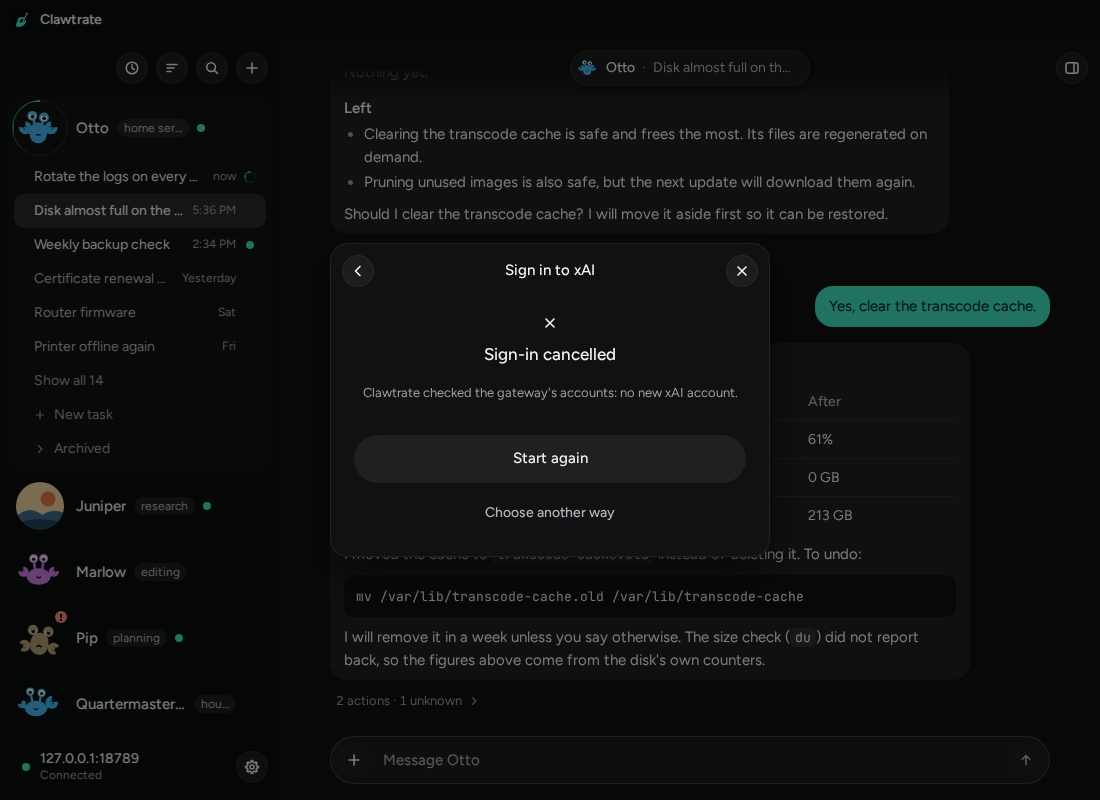 Clawtrate
Otto home ser...
Rotate the logs on every ... now
Disk almost full on the ... 5:36 PM
Weekly backup check 2:34 PM
Certificate renewal ... Yesterday
Router firmware Sat
Printer offline again Fri
Show all 14
+ New task
Archived
Juniper research
Marlow editing
! 
Pip planning
Quartermaster... hou...
127.0.0.1:18789
Connected
Otto · Disk almost full on th...
Nothing yet.
Left
• Clearing the transcode cache is safe and frees the most. Its files are regenerated on
demand.
• Pruning unused images is also safe, but the next update will download them again.
Should I clear the transcode cache? I will move it aside first so it can be restored.
Yes, clear the transcode cache.
Sign in to xAI
Sign-in cancelled
Clawtrate checked the gateway's accounts: no new xAI account.
Start again
Choose another way
After
61%
0 GB
213 GB
it. To undo:
mv /var/lib/transcode-cache.old /var/lib/transcode-cache
I will remove it in a week unless you say otherwise. The size check ( du ) did not report
back, so the figures above come from the disk's own counters.
2 actions · 1 unknown
Message Otto